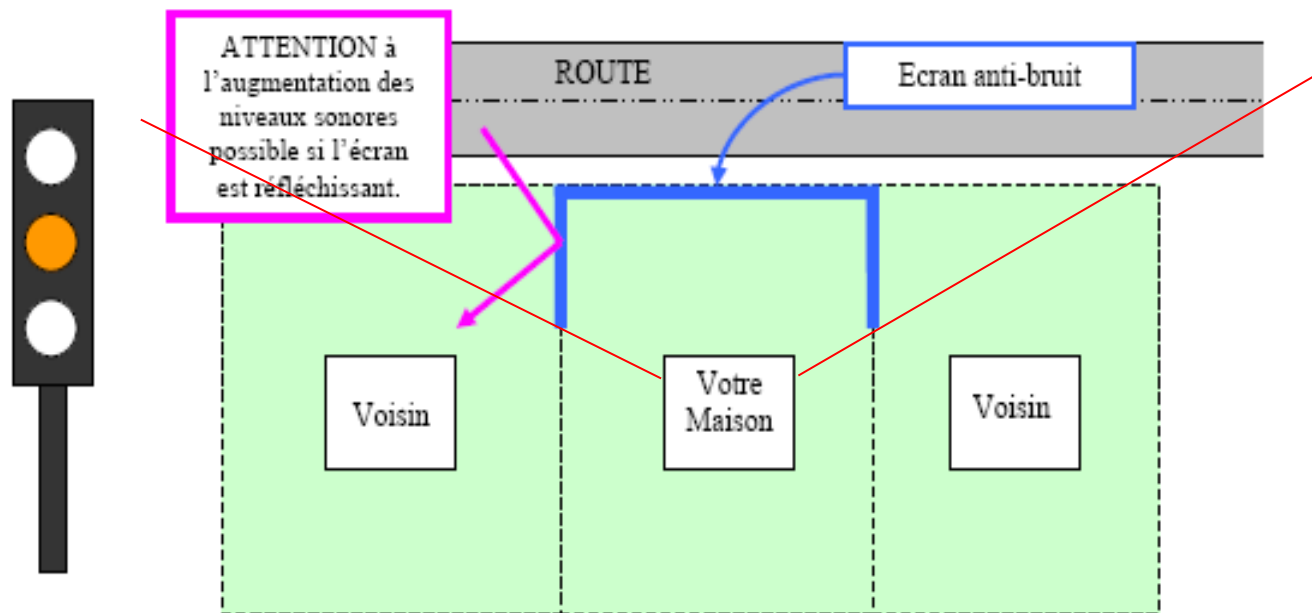 ATTENTION à
l'augmentation des
niveaux sonores
possible si l'écran
est réfléchissant.
ROUTE
Ecran anti-bruit
Voisin
Votre
Maison
Voisin